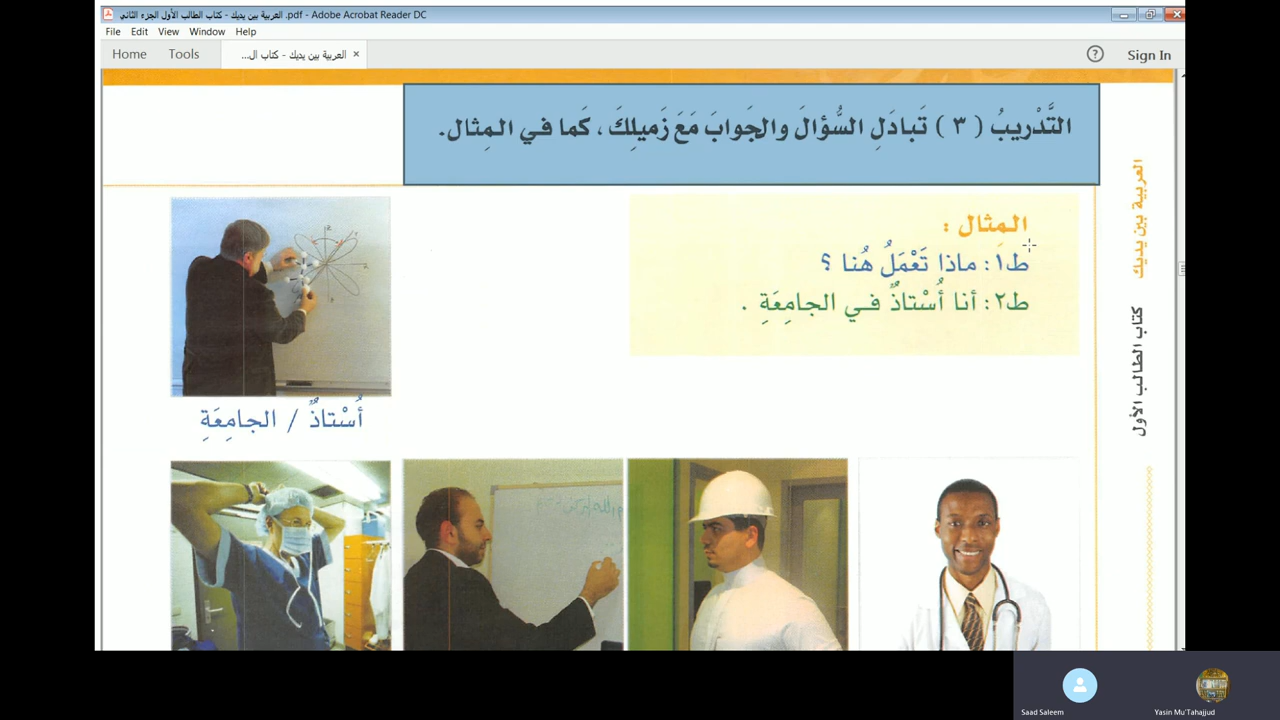 العربية بين يديك - كتاب الطالب الأول الجزء الثاني .pdf - Adobe Acrobat Reader DC
File Edit View Window Help
Home Tools العربية بين يديك - كتاب ال... × ? Sign In
التَّدْرِيبُ ( ٣ ) تَبادَلِ السُّؤالَ والجَوابَ مَعَ زَميلِكَ ، كَما في المِثال.
المِثال :
ط١: ماذا تَعْمَلُ هُنا ؟
ط٢: أنا أُسْتاذٌ في الجامِعَةِ .
أُسْتاذٌ / الجامِعَةِ
العربية بين يديك
كتاب الطالب الأول
Saad Saleem
Yasin Mu`Tahajjud